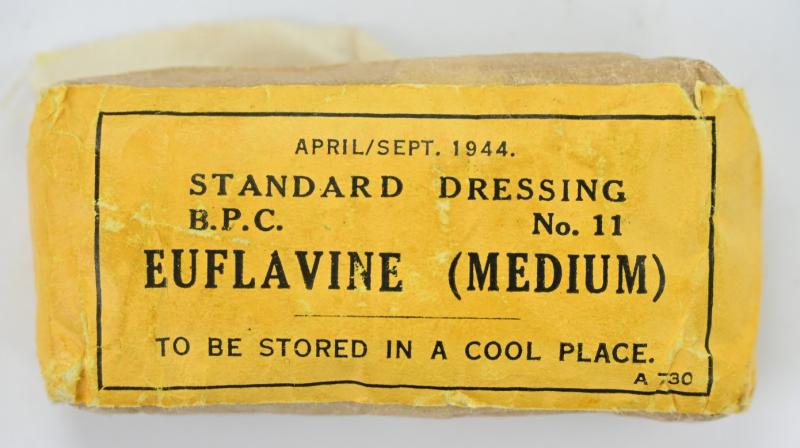 APRIL/SEPT. 1944.
STANDARD DRESSING
B.P.C. No. 11
EUFLAVINE (MEDIUM)
TO BE STORED IN A COOL PLACE.
A 730